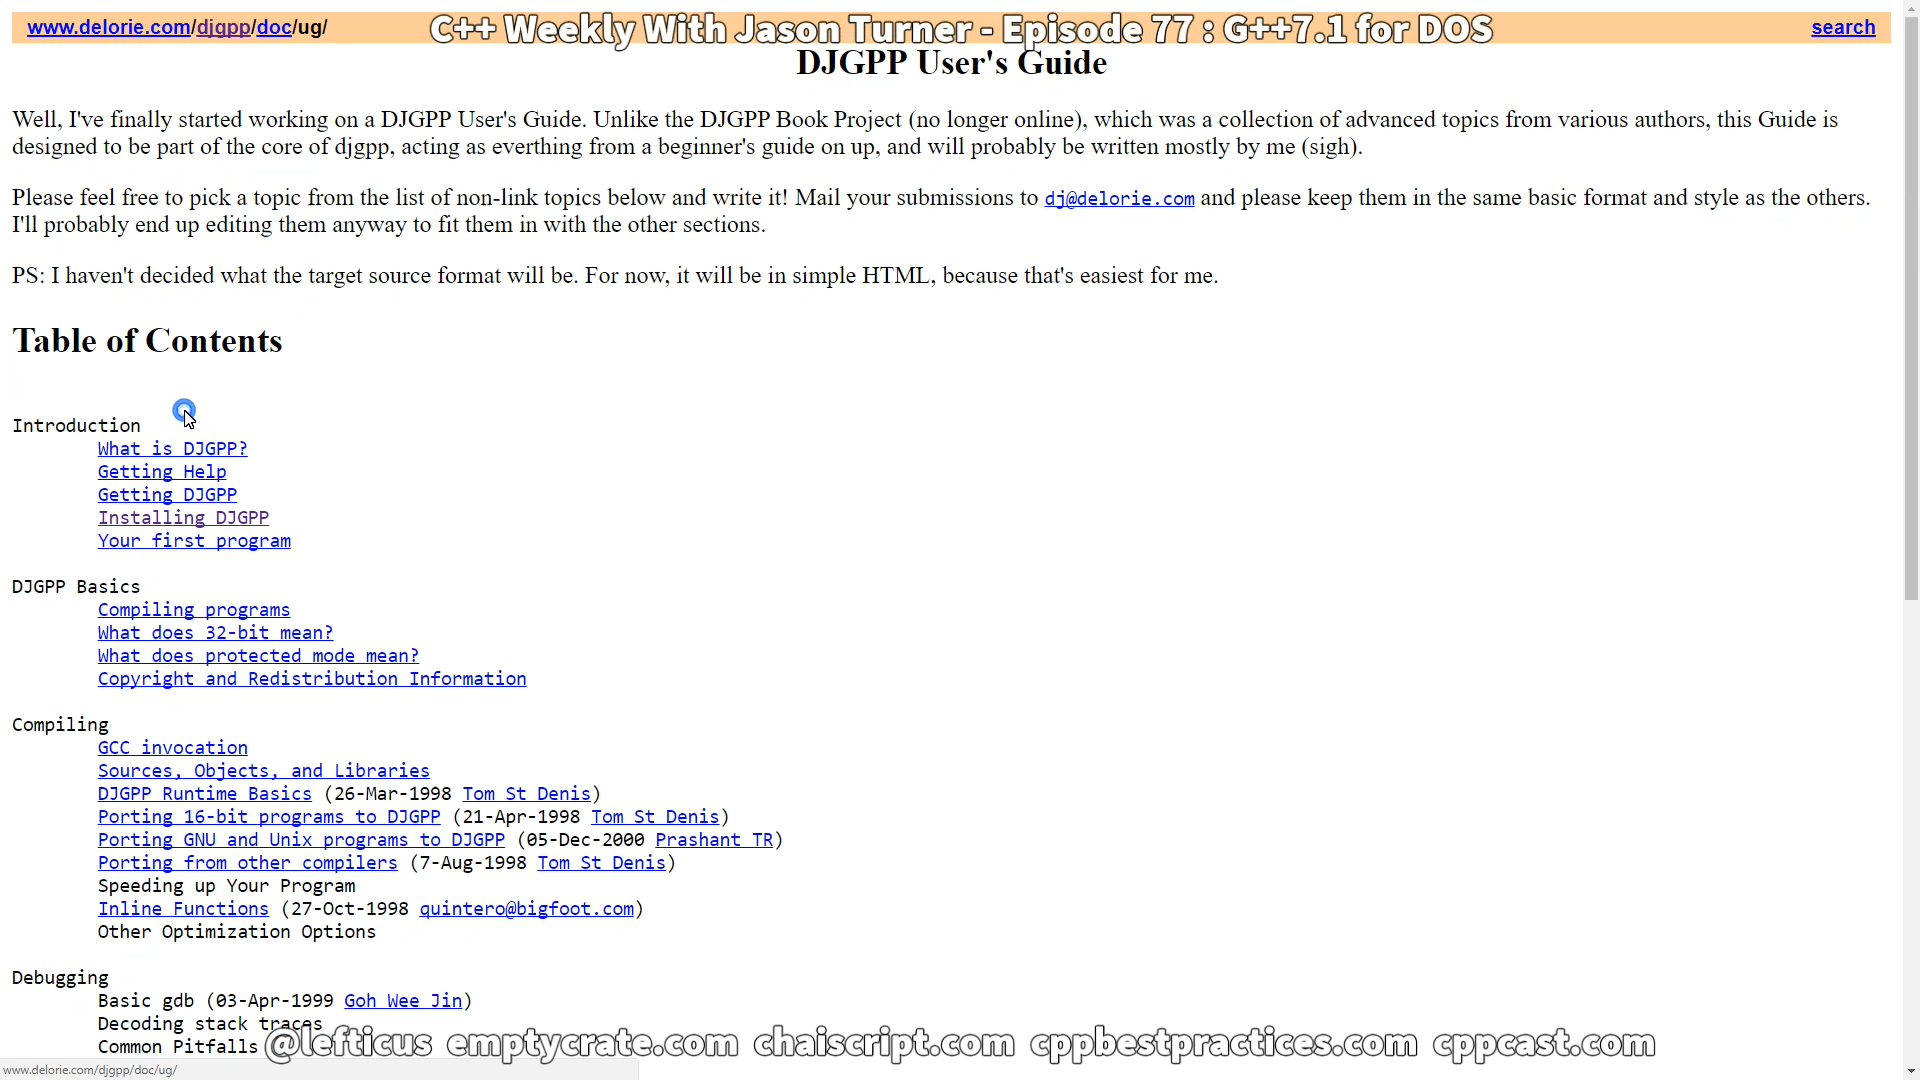 www.delorie.com/djgpp/doc/ug/
C++ Weekly With Jason Turner - Episode 77 : G++7.1 for DOS
search
DJGPP User's Guide
Well, I've finally started working on a DJGPP User's Guide. Unlike the DJGPP Book Project (no longer online), which was a collection of advanced topics from various authors, this Guide is
designed to be part of the core of djgpp, acting as everthing from a beginner's guide on up, and will probably be written mostly by me (sigh).
Please feel free to pick a topic from the list of non-link topics below and write it! Mail your submissions to dj@delorie.com and please keep them in the same basic format and style as the others.
I'll probably end up editing them anyway to fit them in with the other sections.
PS: I haven't decided what the target source format will be. For now, it will be in simple HTML, because that's easiest for me.
Table of Contents
Introduction
What is DJGPP?
Getting Help
Getting DJGPP
Installing DJGPP
Your first program
DJGPP Basics
Compiling programs
What does 32-bit mean?
What does protected mode mean?
Copyright and Redistribution Information
Compiling
GCC invocation
Sources, Objects, and Libraries
DJGPP Runtime Basics (26-Mar-1998 Tom St Denis)
Porting 16-bit programs to DJGPP (21-Apr-1998 Tom St Denis)
Porting GNU and Unix programs to DJGPP (05-Dec-2000 Prashant TR)
Porting from other compilers (7-Aug-1998 Tom St Denis)
Speeding up Your Program
Inline Functions (27-Oct-1998 quintero@bigfoot.com)
Other Optimization Options
Debugging
Basic gdb (03-Apr-1999 Goh Wee Jin)
Decoding stack traces
Common Pitfalls
@lefticus emptycrate.com chaiscript.com cppbestpractices.com cppcast.com
www.delorie.com/djgpp/doc/ug/